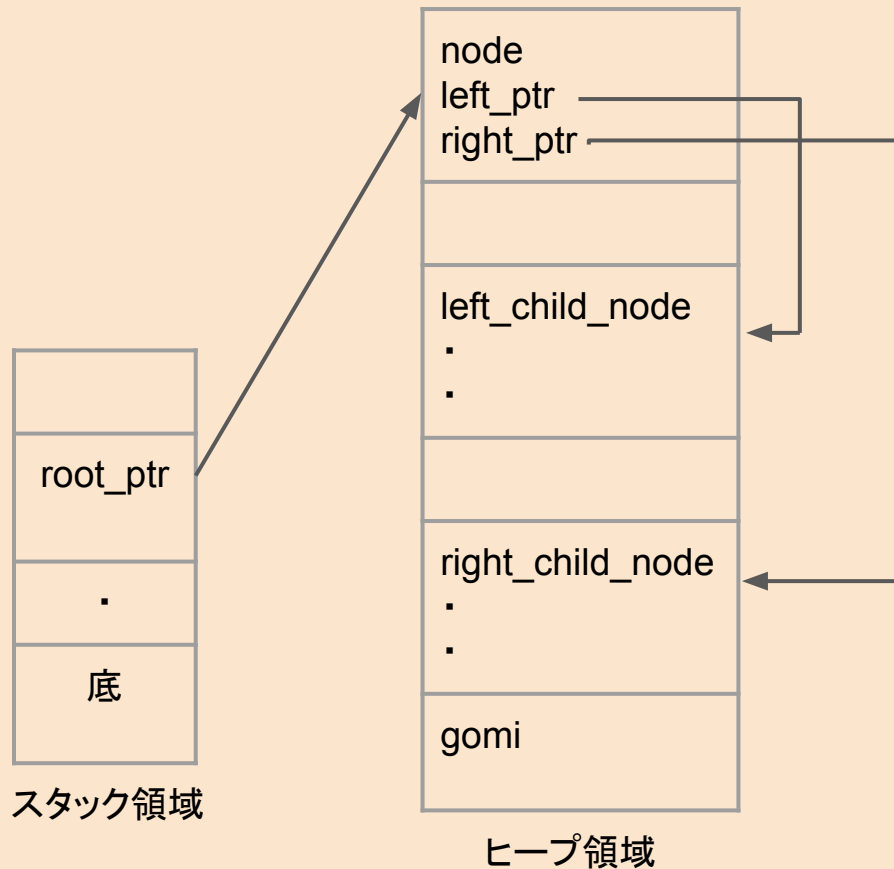 node
left_ptr
right_ptr
left_child_node
・
・
root_ptr
right_child_node
・
・
・
底
gomi
スタック領域
ヒープ領域